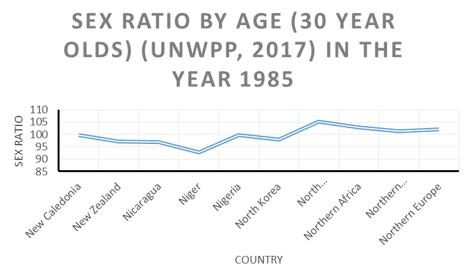 SEX RATIO BY AGE (30 YEAR
OLDS) (UNWPP, 2017) IN THE
YEAR 1985
110
105
100
95
90
85
SEX RATIO
New Caledonia
New Zealand
Nicaragua
Niger
Nigeria
North Korea
North...
Northern Africa
Northern...
Northern Europe
COUNTRY